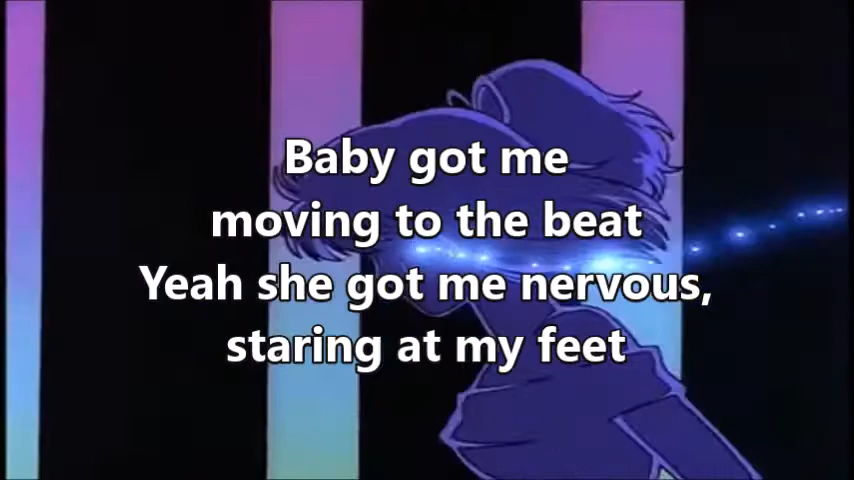 Baby got me
moving to the beat
Yeah she got me nervous,
staring at my feet